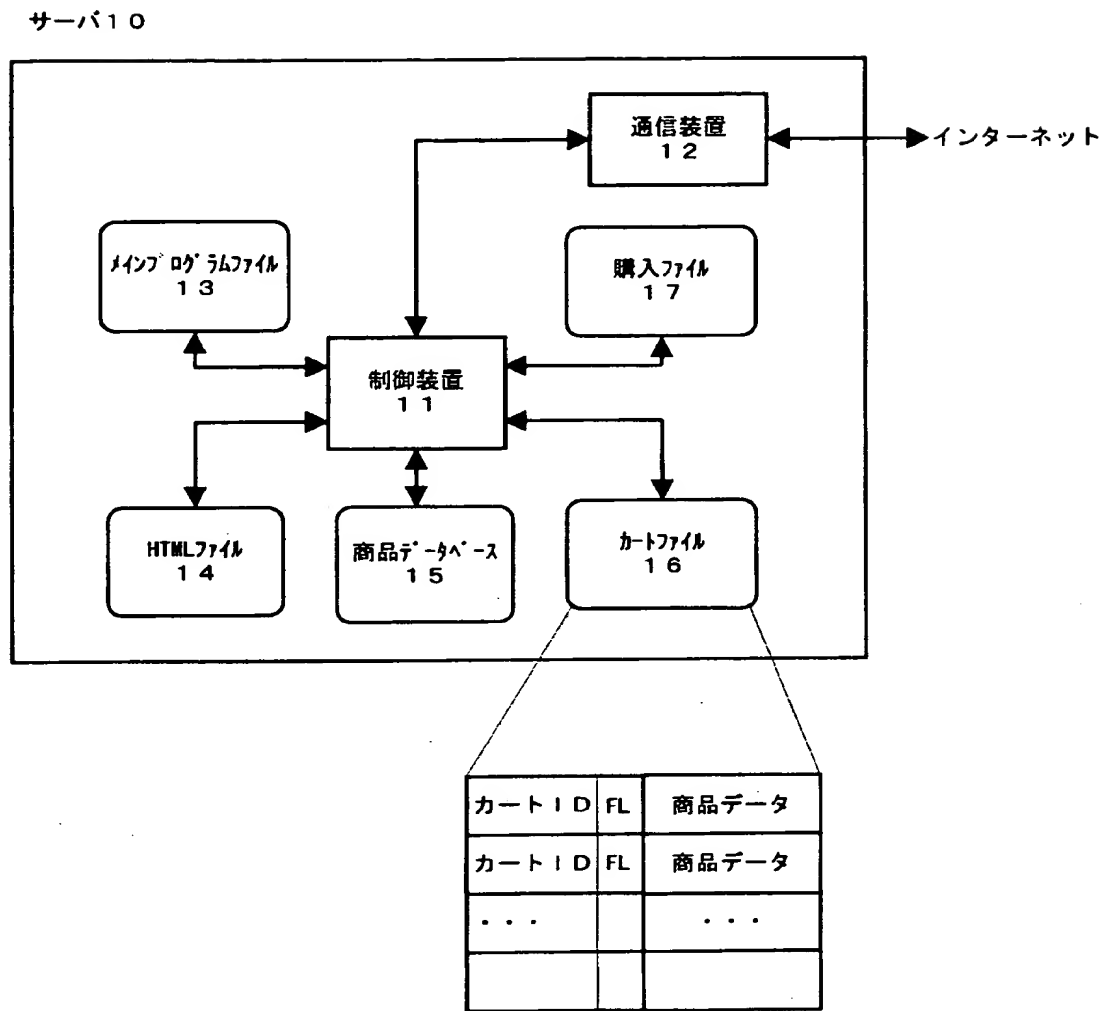 サーバ10
通信装置
12
インターネット
メインプログラムファイル
13
購入ファイル
17
制御装置
11
HTMLファイル
14
商品データベース
15
カートファイル
16
カートID FL 商品データ
カートID FL 商品データ
・・・ ・・・